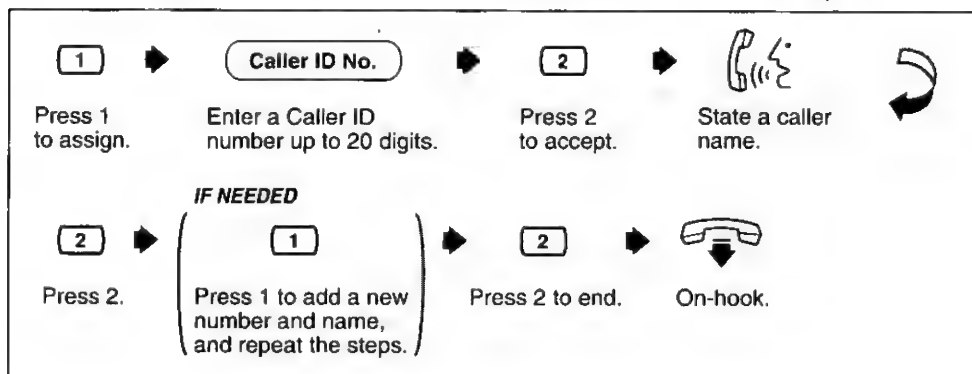 1
Caller ID No.
2
Press 1
to assign.
Enter a Caller ID
number up to 20 digits.
Press 2
to accept.
State a caller
name.
IF NEEDED
2
1
2
Press 2.
Press 1 to add a new
number and name,
and repeat the steps.
Press 2 to end.
On-hook.